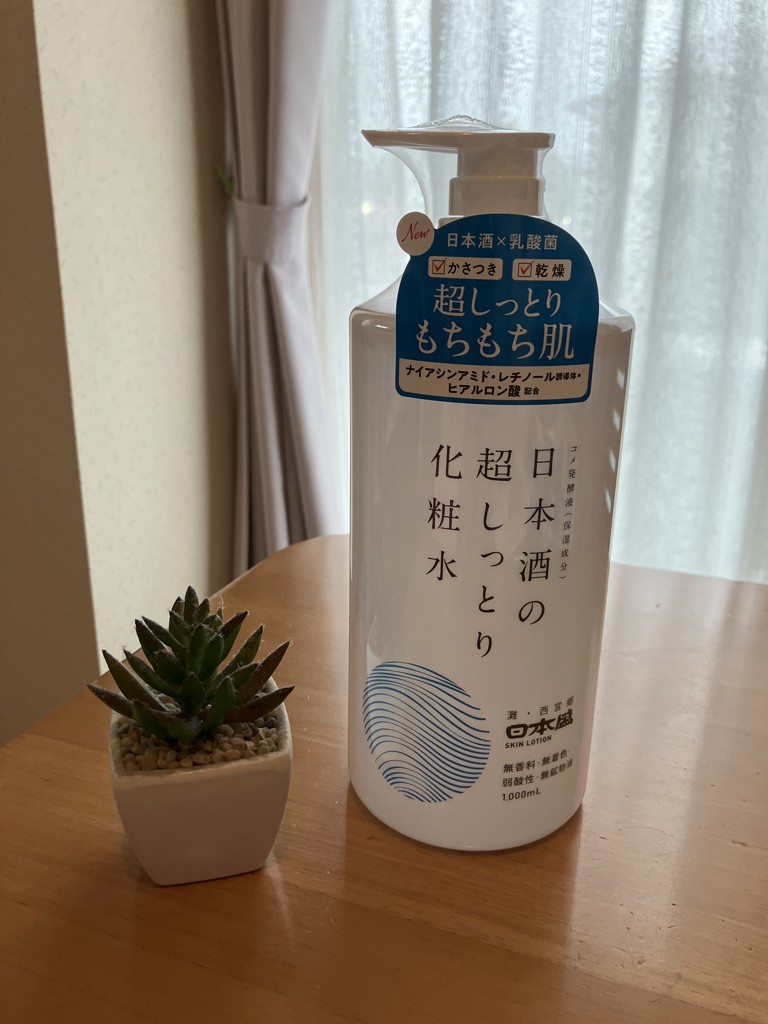 New
日本酒×乳酸菌
かさつき
乾燥
超しっとり
もちもち肌
ナイアシンアミド・レチノール誘導体*・
ヒアルロン酸 配合
コメ発酵液(保湿成分)
日本酒の
超しっとり
化粧水
灘・西宮郷
日本盛
SKIN LOTION
無香料・無着色・
弱酸性・無鉱物油
1,000mL